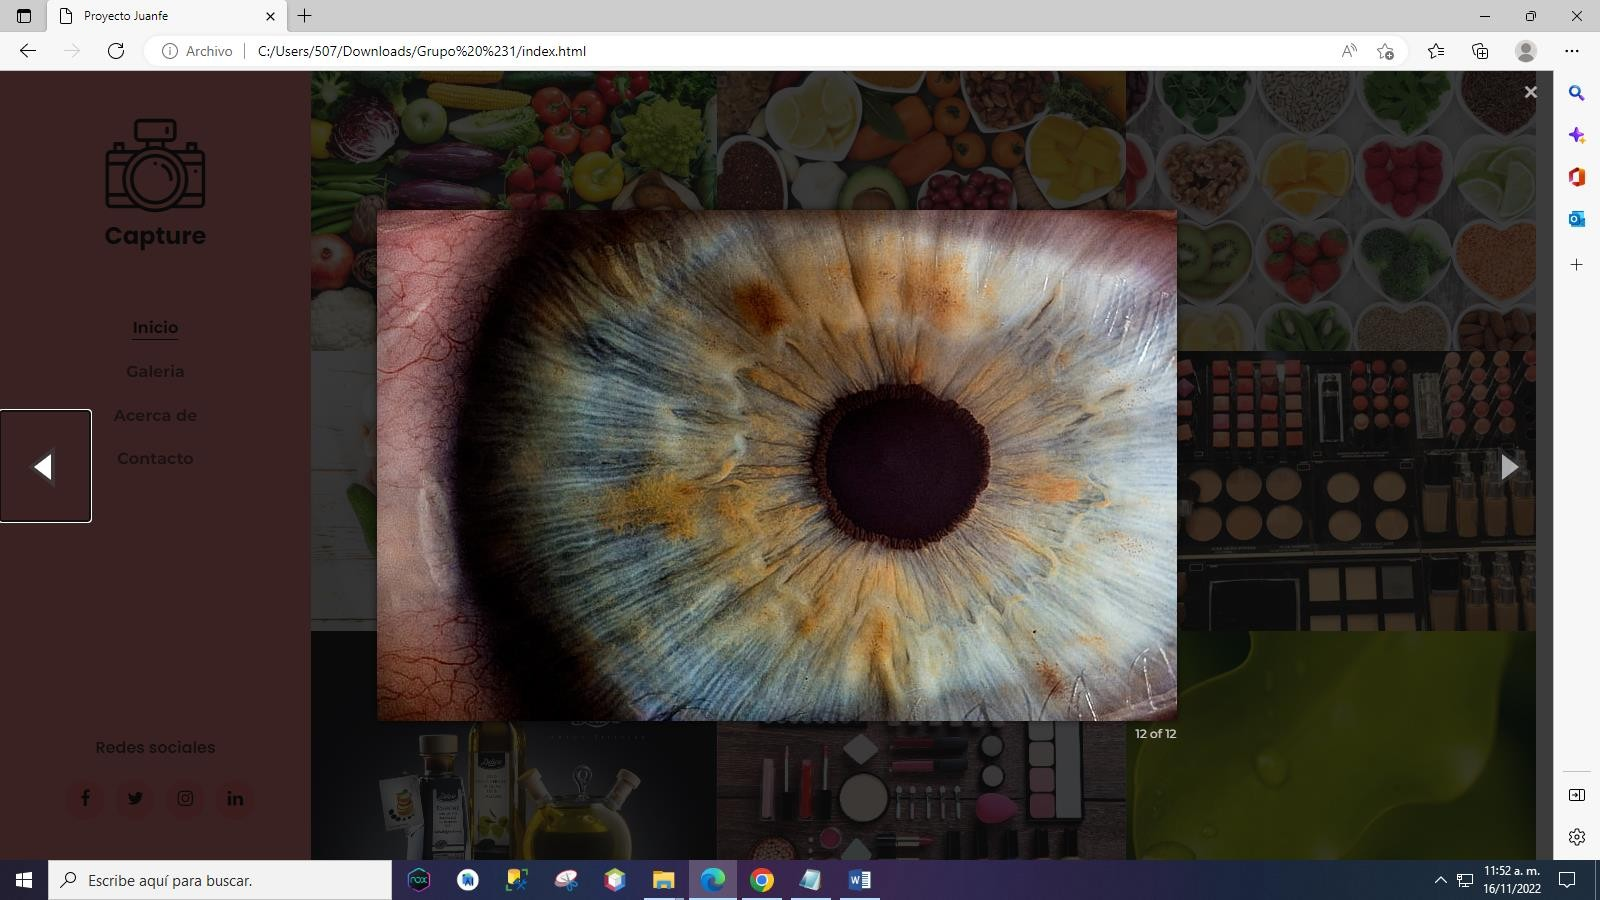 Proyecto Juanfe
Archivo
C:/Users/507/Downloads/Grupo%20%231/index.html
Capture
Inicio
Galeria
Acerca de
Contacto
12 of 12
Redes sociales
Escribe aquí para buscar.
11:52 a. m.
16/11/2022